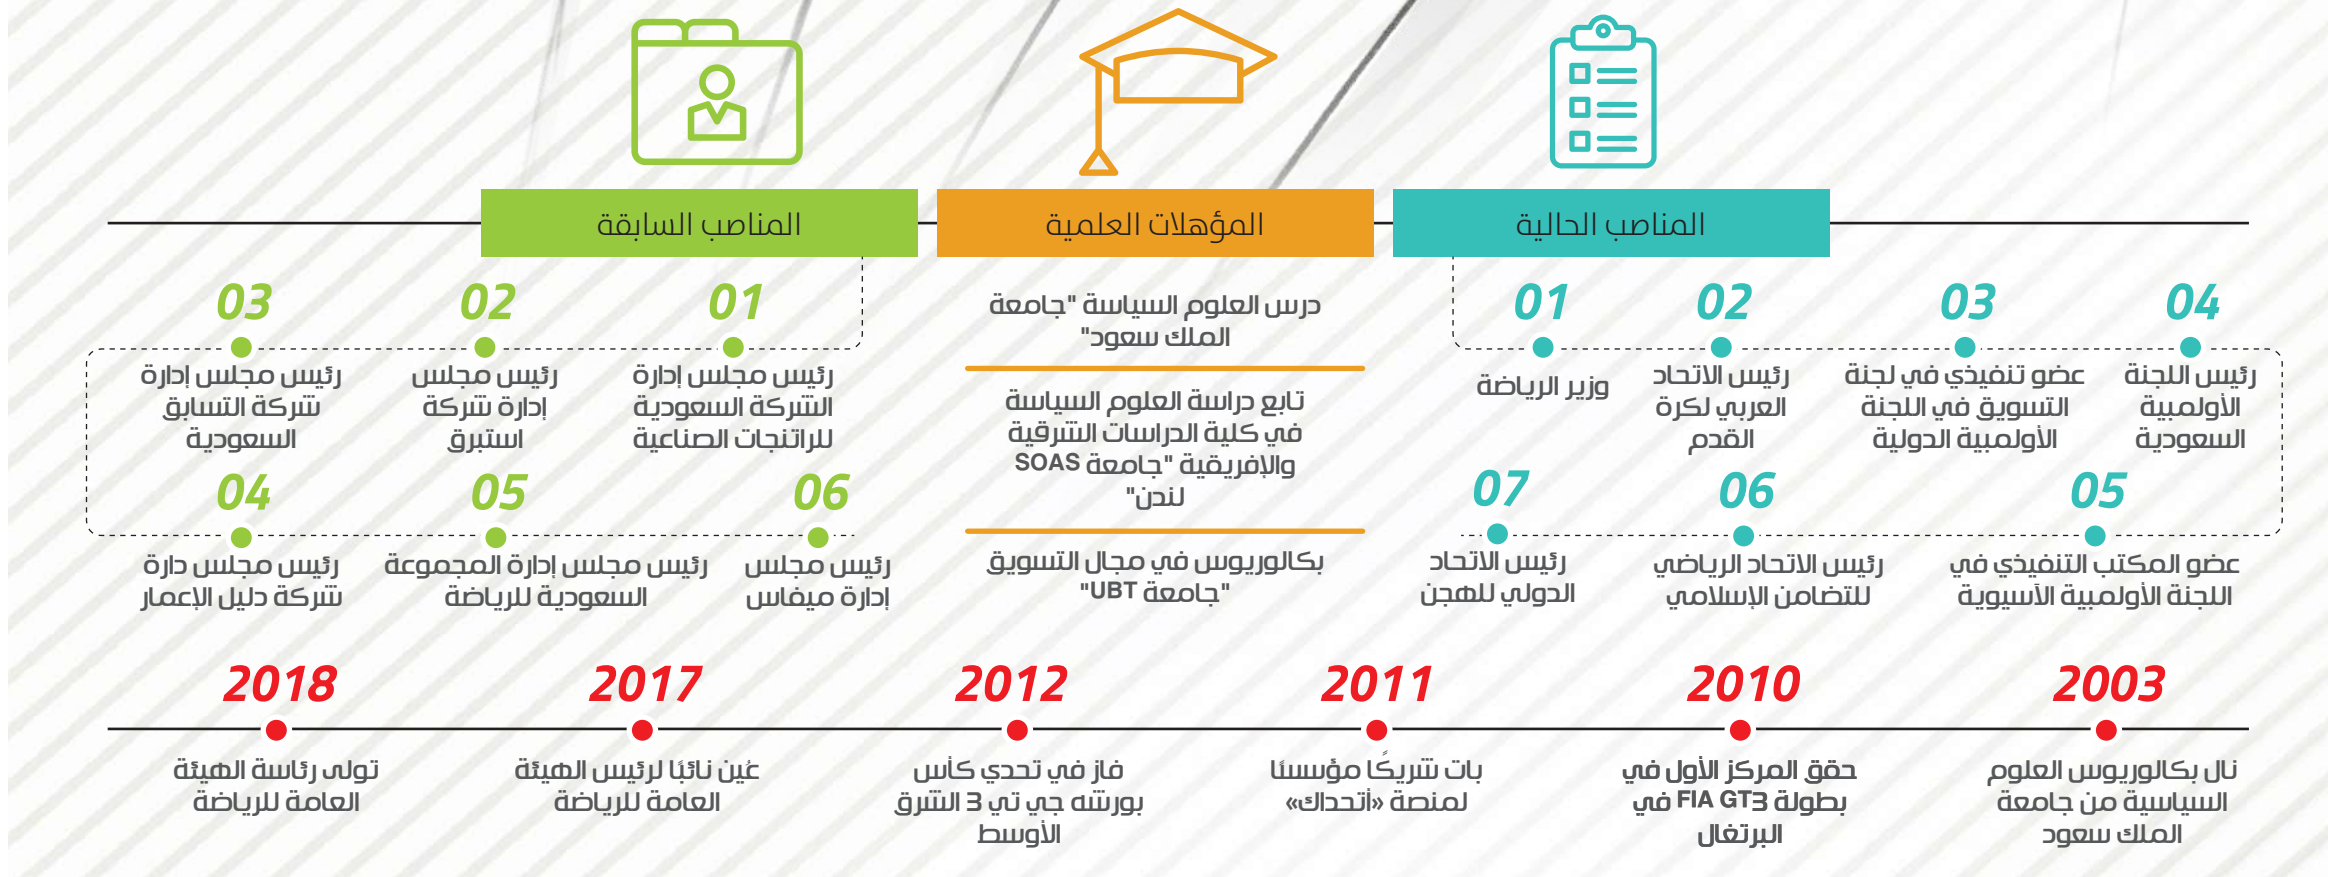 المناصب الحالية
01
وزير الرياضة
02
رئيس الاتحاد
العربي لكرة
القدم
03
عضو تنفيذي في لجنة
التسويق في اللجنة
الأولمبية الدولية
04
رئيس اللجنة
الأولمبية
السعودية
05
عضو المكتب التنفيذي في
اللجنة الأولمبية الآسيوية
06
رئيس الاتحاد الرياضي
للتضامن الإسلامي
07
رئيس الاتحاد
الدولي للهجن
المؤهلات العلمية
درس العلوم السياسة "جامعة
الملك سعود"
تابع دراسة العلوم السياسة
في كلية الدراسات الشرقية
والإفريقية "جامعة SOAS
لندن"
بكالوريوس في مجال التسويق
"جامعة UBT"
المناصب السابقة
01
رئيس مجلس إدارة
الشركة السعودية
للراتنجات الصناعية
02
رئيس مجلس
إدارة شركة
استبرق
03
رئيس مجلس إدارة
شركة التسابق
السعودية
04
رئيس مجلس دارة
شركة دليل الإعمار
05
رئيس مجلس إدارة المجموعة
السعودية للرياضة
06
رئيس مجلس
إدارة ميفاس
2003
نال بكالوريوس العلوم
السياسية من جامعة
الملك سعود
2010
حقق المركز الأول في
بطولة FIA GT3 في
البرتغال
2011
بات شريكًا مؤسسًا
لمنصة «أتحداك»
2012
فاز في تحدي كأس
بورشه جي تي 3 الشرق
الأوسط
2017
عُين نائبًا لرئيس الهيئة
العامة للرياضة
2018
تولى رئاسة الهيئة
العامة للرياضة